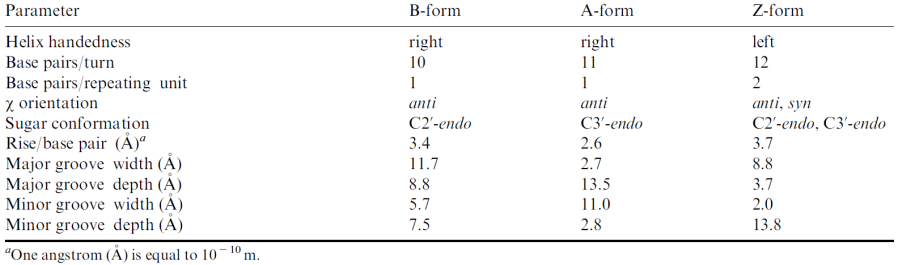 Parameter B-form A-form Z-form
Helix handedness right right left
Base pairs/turn 10 11 12
Base pairs/repeating unit 1 1 2
χ orientation anti anti anti, syn
Sugar conformation C2′-endo C3′-endo C2′-endo, C3′-endo
Rise/base pair (Å)a 3.4 2.6 3.7
Major groove width (Å) 11.7 2.7 8.8
Major groove depth (Å) 8.8 13.5 3.7
Minor groove width (Å) 5.7 11.0 2.0
Minor groove depth (Å) 7.5 2.8 13.8
aOne angstrom (Å) is equal to 10−10 m.